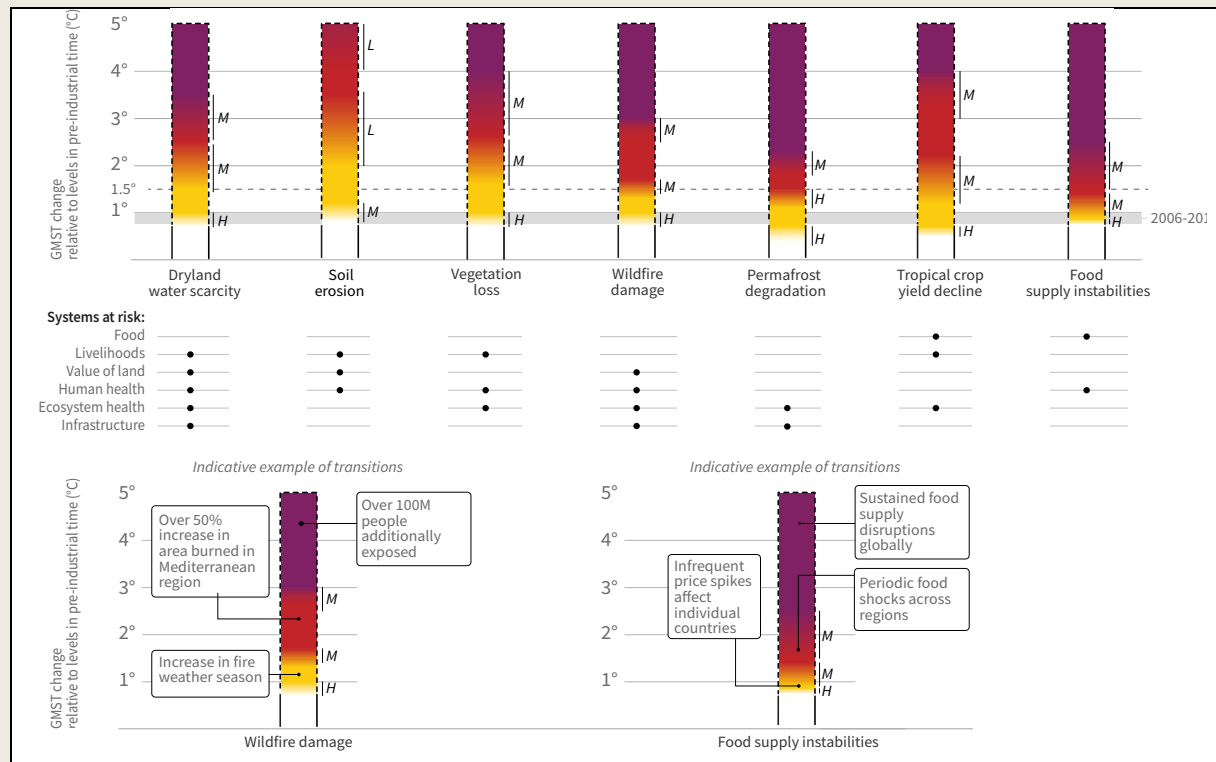 GMST change
relative to levels in pre-industrial time (°C)
5°
4°
3°
2°
1.5°
1°
M
M
H
L
L
M
M
M
H
M
M
H
M
H
H
M
M
H
M
M
H
2006-201
Dryland
water scarcity
Soil
erosion
Vegetation
loss
Wildfire
damage
Permafrost
degradation
Tropical crop
yield decline
Food
supply instabilities
Systems at risk:
Food
Livelihoods
Value of land
Human health
Ecosystem health
Infrastructure
Indicative example of transitions
GMST change
relative to levels in pre-industrial time (°C)
5°
4°
3°
2°
1°
Over 50%
increase in
area burned in
Mediterranean
region
Over 100M
people
additionally
exposed
Increase in fire
weather season
M
M
H
Wildfire damage
Indicative example of transitions
5°
4°
3°
2°
1°
Infrequent
price spikes
affect
individual
countries
Sustained food
supply
disruptions
globally
Periodic food
shocks across
regions
M
M
H
Food supply instabilities